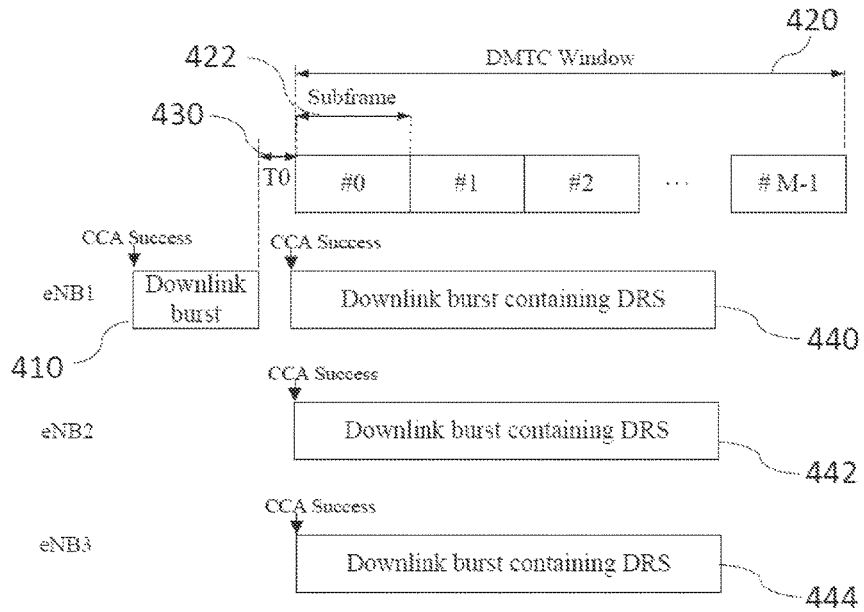 420
422
DMTC Window
430
Subframe
T0
#0
#1
#2
...
# M-1
CCA Success
CCA Success
eNB1
Downlink
burst
Downlink burst containing DRS
410
440
CCA Success
eNB2
Downlink burst containing DRS
442
CCA Success
eNB3
Downlink burst containing DRS
444